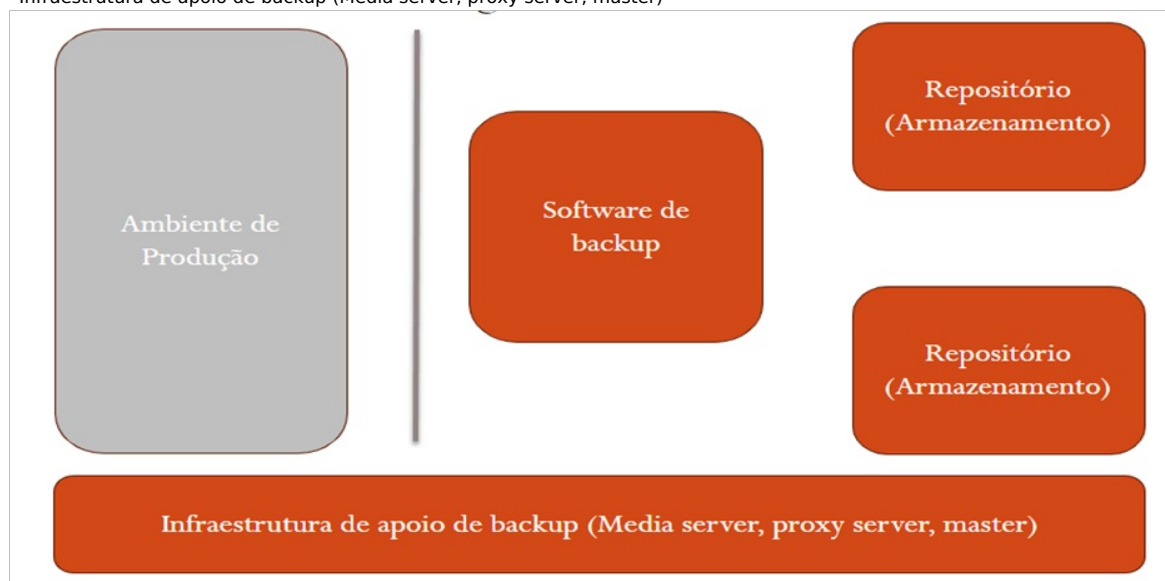 Infraestrutura de apoio de backup (Media server, proxy server, master)
Ambiente de
Produção
Software de
backup
Repositório
(Armazenamento)
Repositório
(Armazenamento)
Infraestrutura de apoio de backup (Media server, proxy server, master)